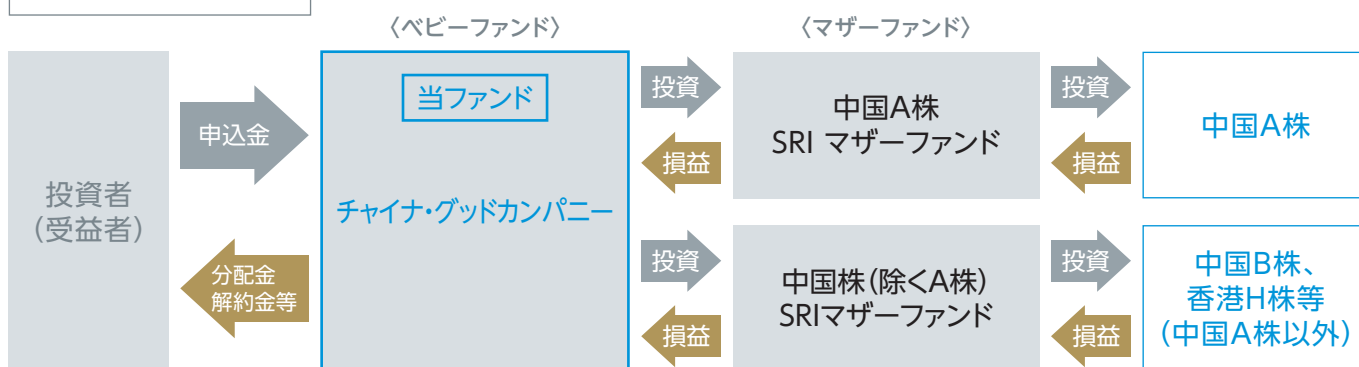 〈ベビーファンド〉
〈マザーファンド〉
投資者
(受益者)
申込金
分配金
解約金等
当ファンド
チャイナ・グッドカンパニー
投資
損益
中国A株
SRI マザーファンド
投資
損益
中国A株
投資
損益
中国株(除くA株)
SRIマザーファンド
投資
損益
中国B株、
香港H株等
(中国A株以外)